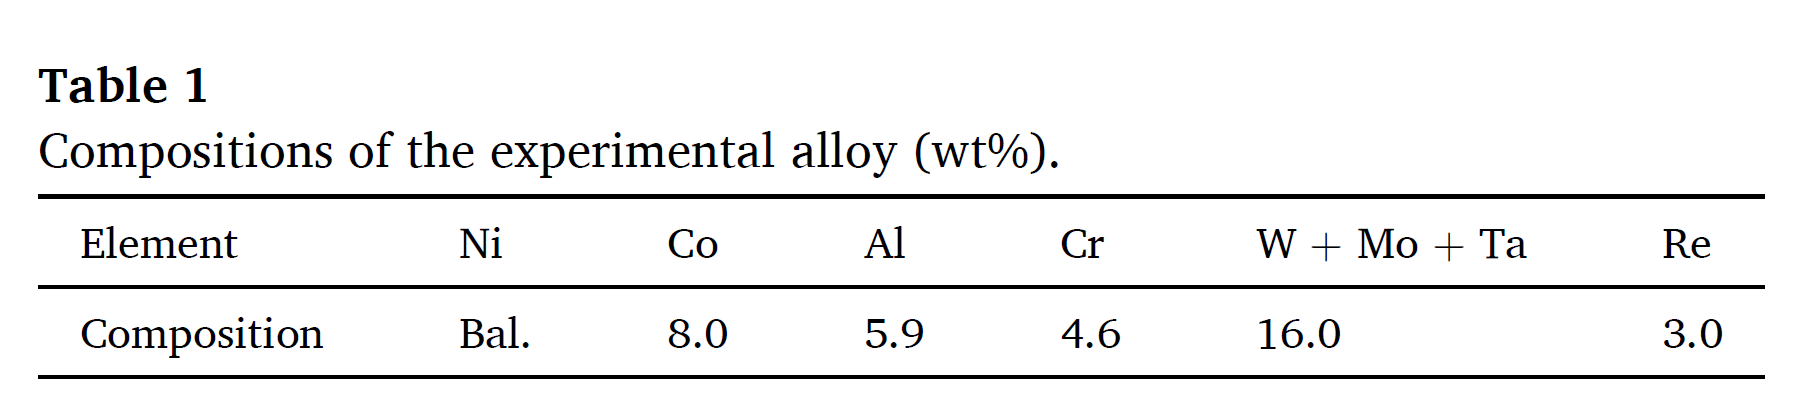 Table 1
Compositions of the experimental alloy (wt%).
Element Ni Co Al Cr W + Mo + Ta Re
Composition Bal. 8.0 5.9 4.6 16.0 3.0